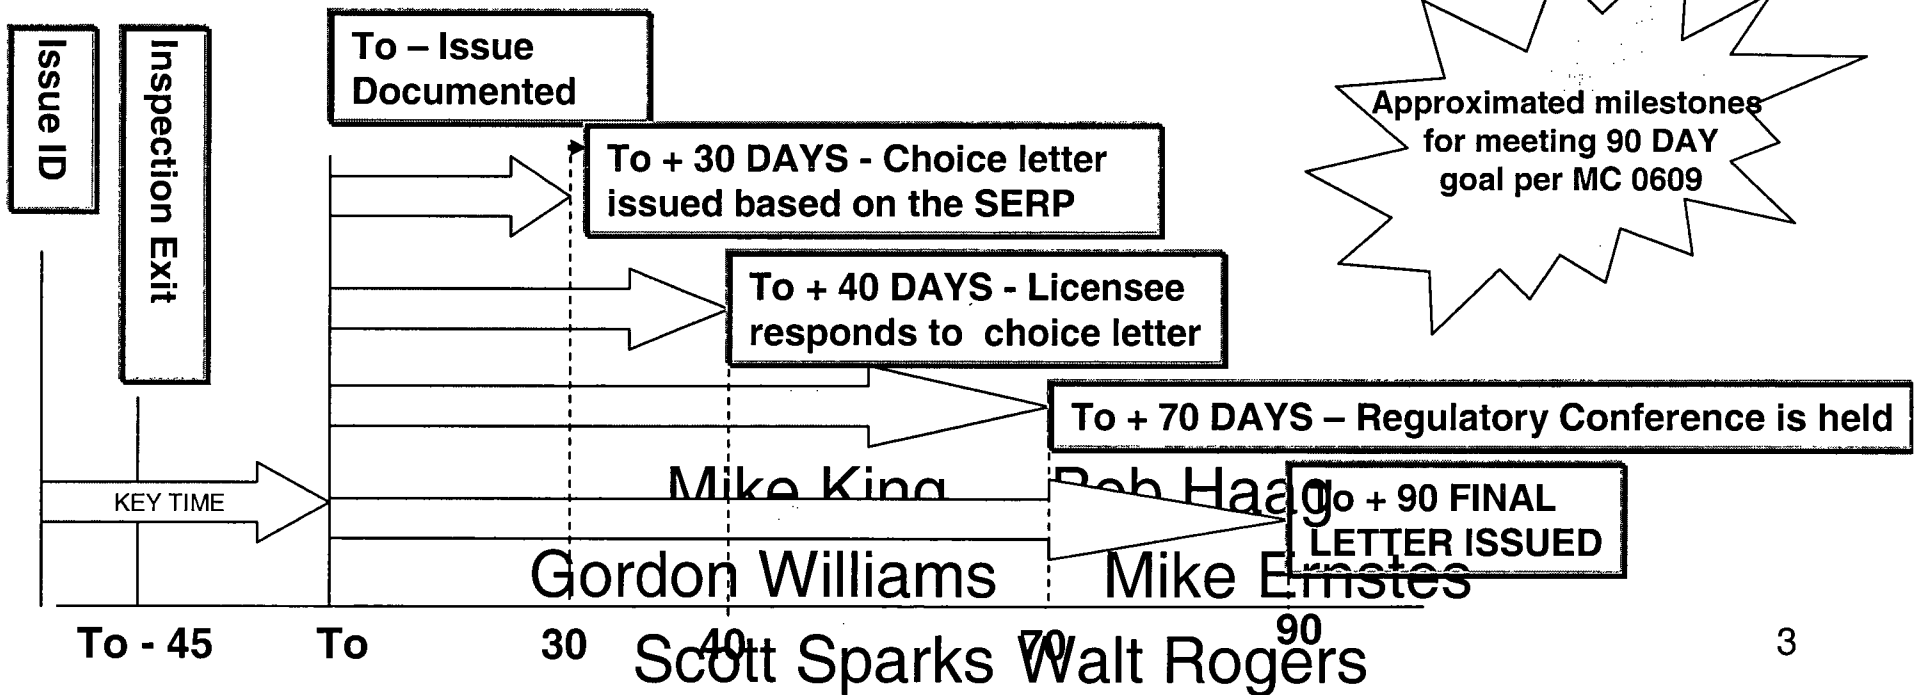 Issue ID
Inspection Exit
To – Issue
Documented
To + 30 DAYS - Choice letter
issued based on the SERP
Approximated milestones
for meeting 90 DAY
goal per MC 0609
To + 40 DAYS - Licensee
responds to choice letter
To + 70 DAYS – Regulatory Conference is held
Mike King Bob Haag
To + 90 FINAL
LETTER ISSUED
KEY TIME
Gordon Williams Mike Ernstes
To - 45 To 30 40 70 90
Scott Sparks Walt Rogers
3